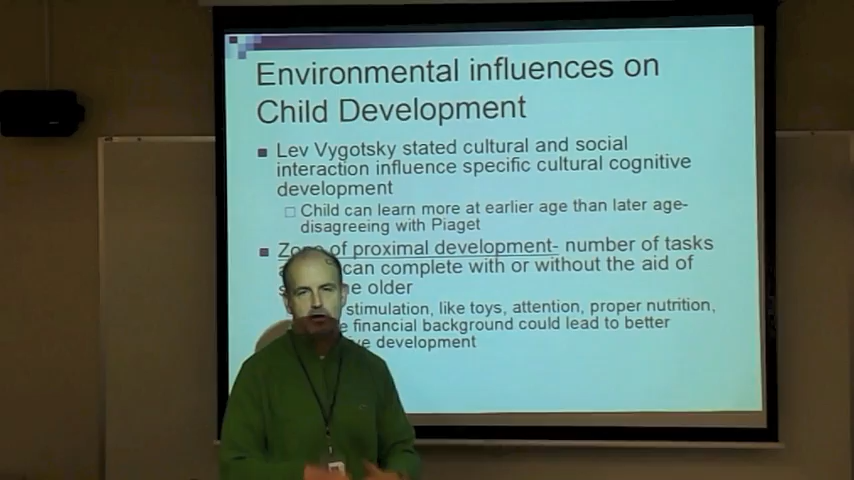 Environmental influences on
Child Development
Lev Vygotsky stated cultural and social
interaction influence specific cultural cognitive
development
Child can learn more at earlier age than later age-
disagreeing with Piaget
of proximal development- number of tasks
can complete with or without the aid of
older
stimulation, like toys, attention, proper nutrition,
financial background could lead to better
development